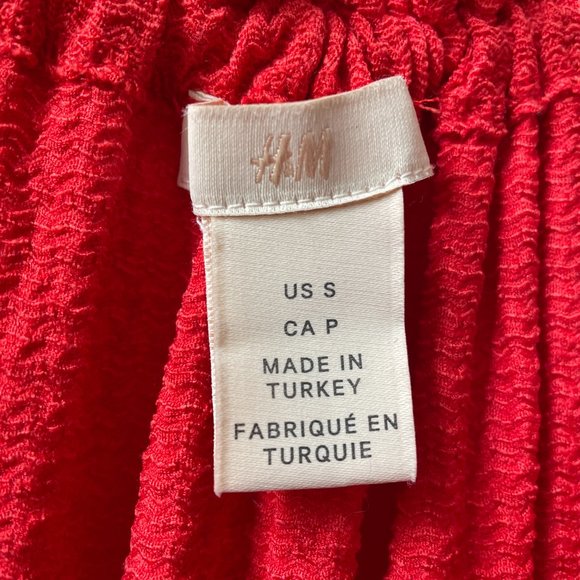 H&M
US S
CA P
MADE IN
TURKEY
FABRIQUÉ EN
TURQUIE